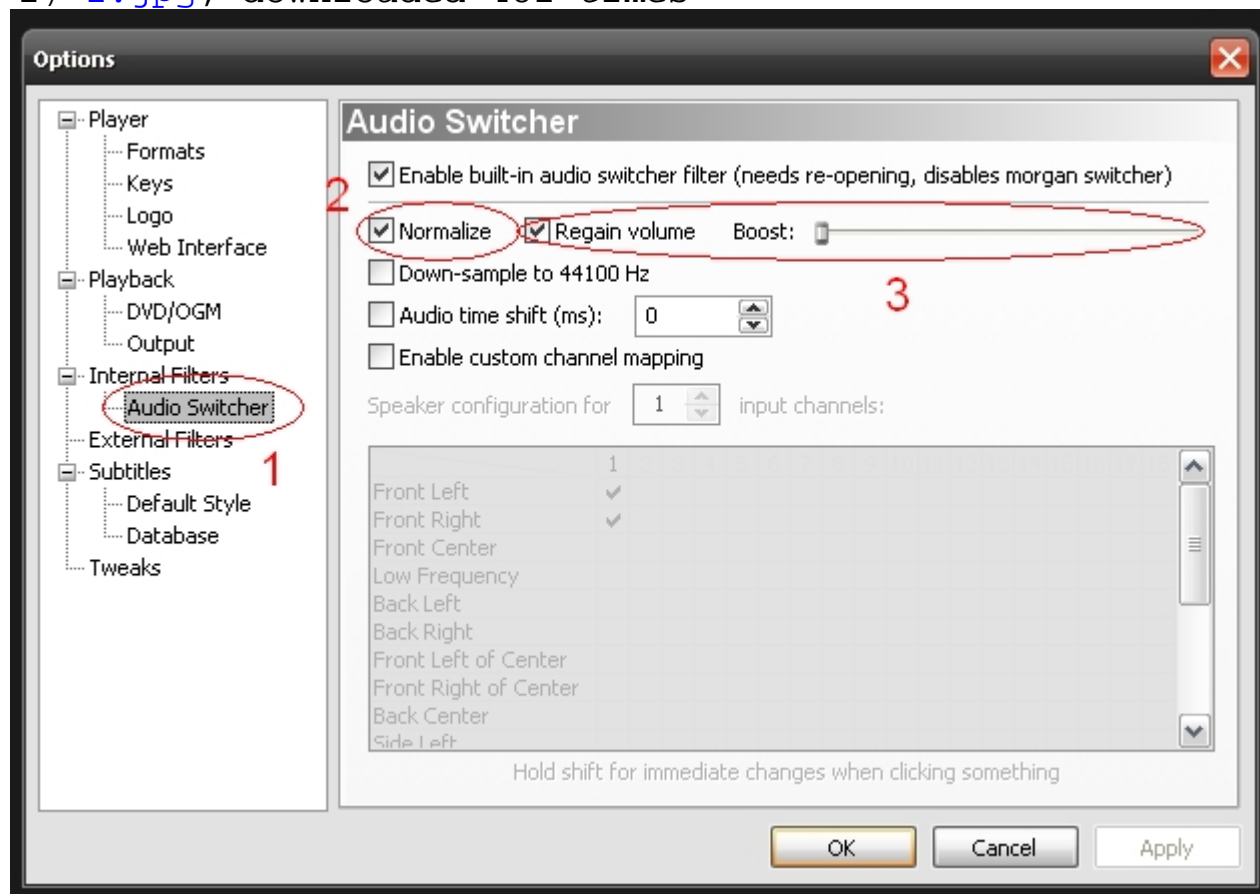 2.jpg, downloaded
Options
Player
Formats
Keys
Logo
Web Interface
Playback
DVD/OGM
Output
Internal Filters
Audio Switcher
External Filters
Subtitles
Default Style
Database
Tweaks
1
Audio Switcher
Enable built-in audio switcher filter (needs re-opening, disables morgan switcher)
2
Normalize Regain volume Boost:
3
Down-sample to 44100 Hz
Audio time shift (ms): 0
Enable custom channel mapping
Speaker configuration for 1 input channels:
1
Front Left
Front Right
Front Center
Low Frequency
Back Left
Back Right
Front Left of Center
Front Right of Center
Back Center
Side Left
Hold shift for immediate changes when clicking something
OK Cancel Apply